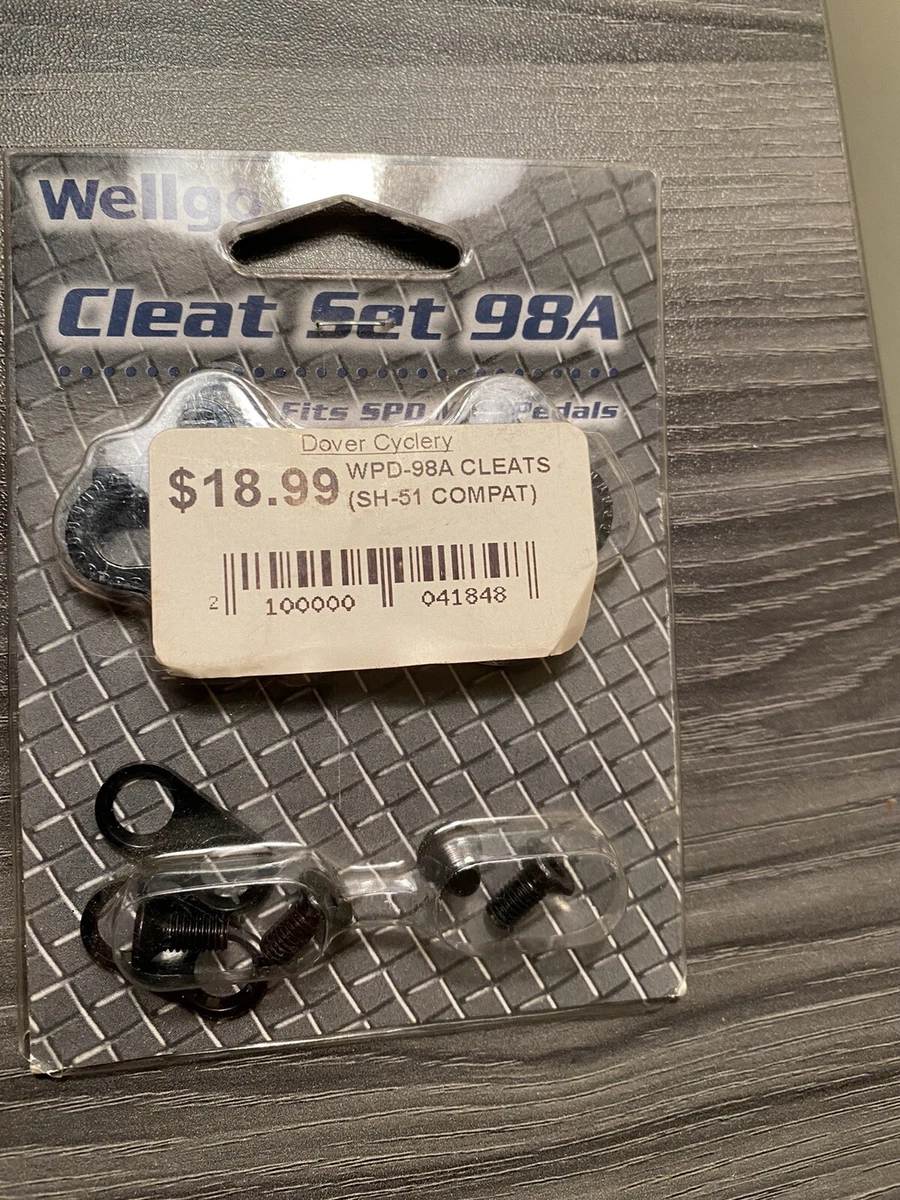 Wellgo
Cleat Set 98A
Fits SPD Pedals
Dover Cyclery
$18.99 WPD-98A CLEATS
(SH-51 COMPAT)
2 100000 041848